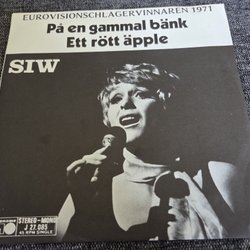 EUROVISIONSCHLAGERVINNAREN 1971
På en gammal bänk
Ett rött äpple
SIW
STEREO-MONO
J 27.085
45 RPM SINGLE